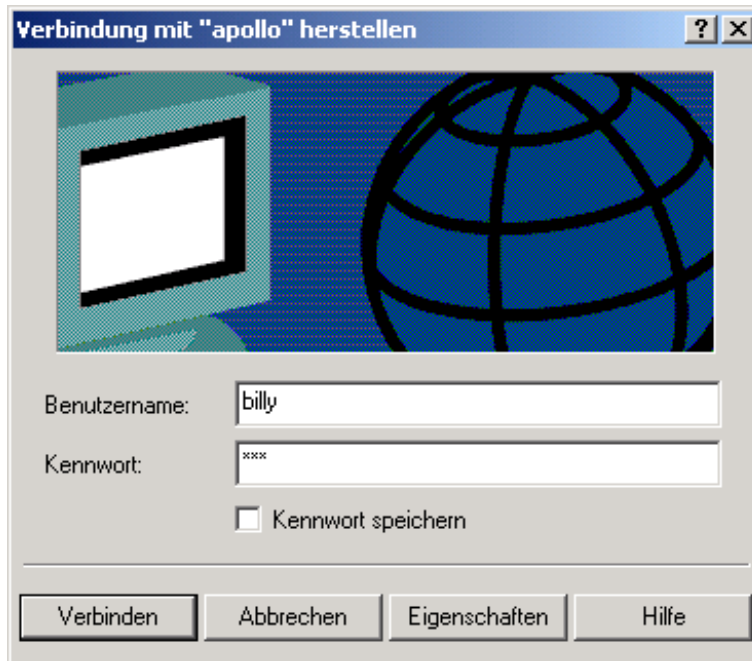 Verbindung mit "apollo" herstellen
Benutzername: billy
Kennwort: ***
Kennwort speichern
Verbinden Abbrechen Eigenschaften Hilfe